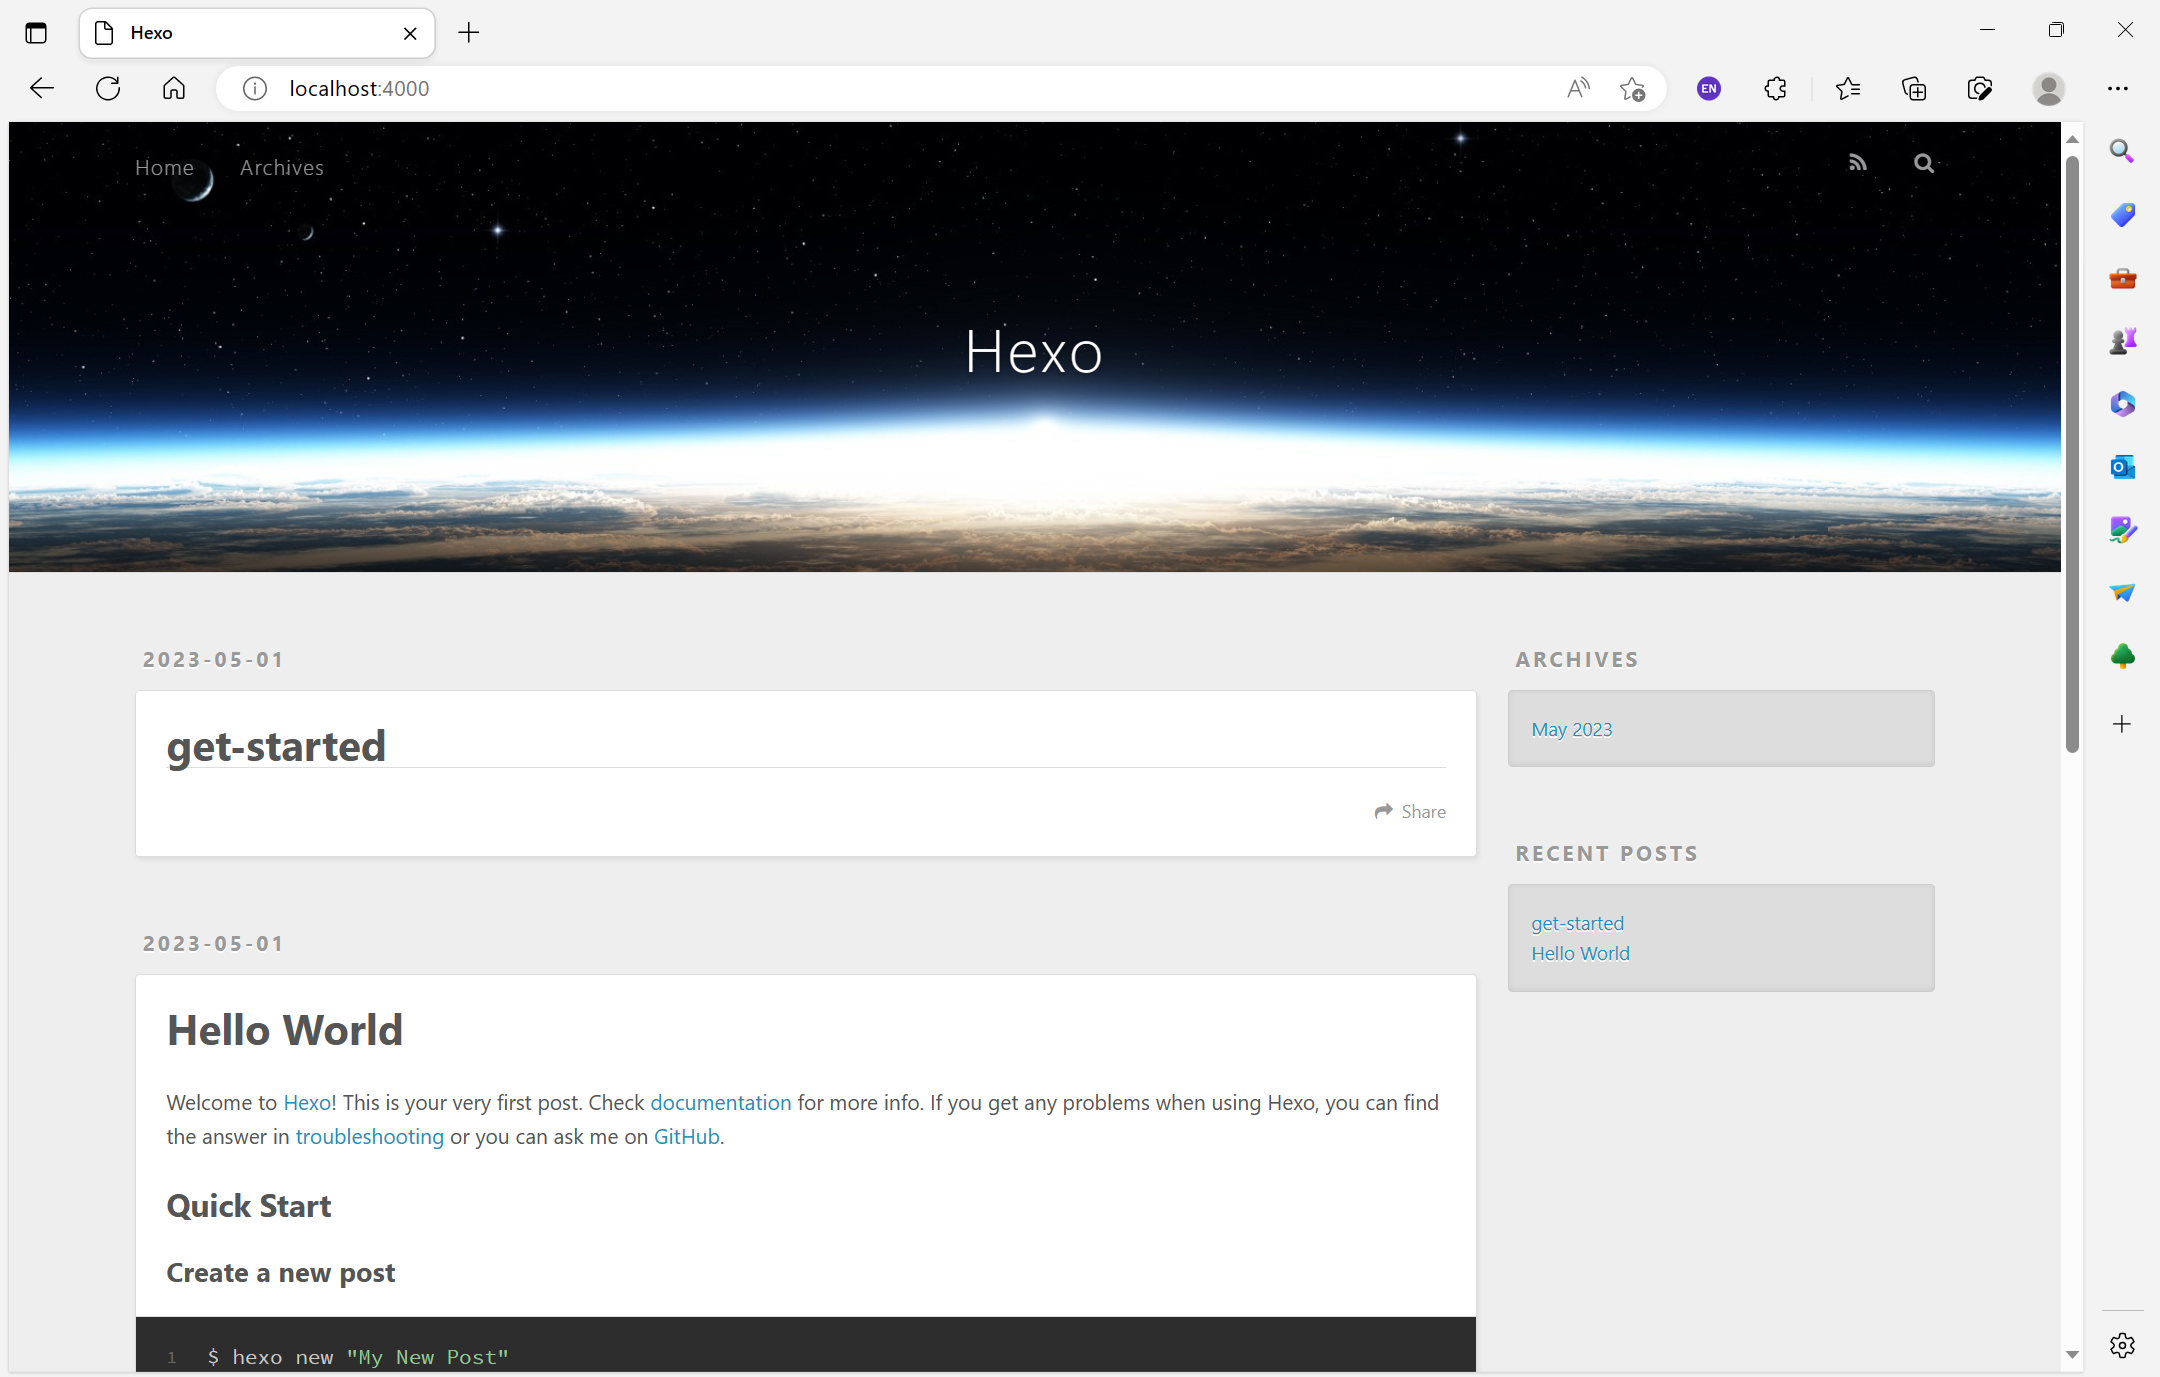 Hexo
localhost:4000
EN
Home
Archives
Hexo
2023-05-01
get-started
Share
2023-05-01
Hello World
Welcome to Hexo! This is your very first post. Check documentation for more info. If you get any problems when using Hexo, you can find
the answer in troubleshooting or you can ask me on GitHub.
Quick Start
Create a new post
1 $ hexo new "My New Post"
ARCHIVES
May 2023
RECENT POSTS
get-started
Hello World